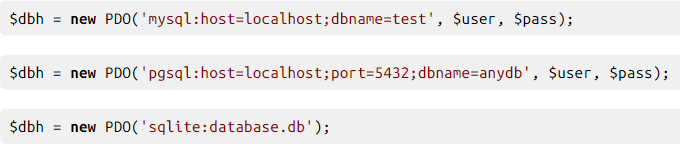 $dbh = new PDO('mysql:host=localhost;dbname=test', $user, $pass);
$dbh = new PDO('pgsql:host=localhost;port=5432;dbname=anydb', $user, $pass);
$dbh = new PDO('sqlite:database.db');